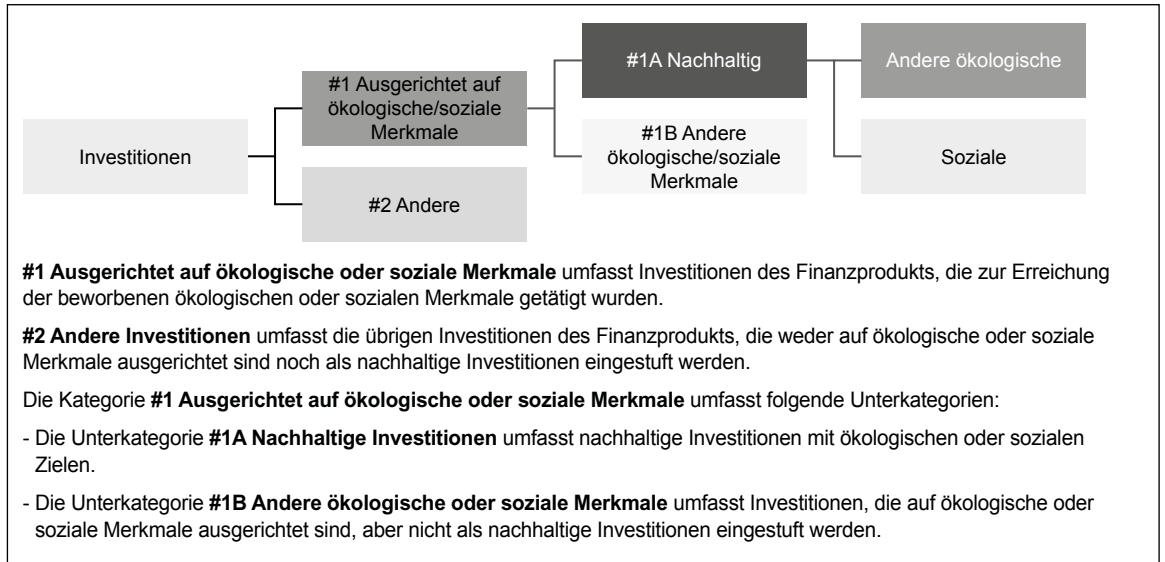 #1A Nachhaltig
Andere ökologische
#1 Ausgerichtet auf
ökologische/soziale
Merkmale
Investitionen
#1B Andere
ökologische/soziale
Merkmale
Soziale
#2 Andere
#1 Ausgerichtet auf ökologische oder soziale Merkmale umfasst Investitionen des Finanzprodukts, die zur Erreichung
der beworbenen ökologischen oder sozialen Merkmale getätigt wurden.
#2 Andere Investitionen umfasst die übrigen Investitionen des Finanzprodukts, die weder auf ökologische oder soziale
Merkmale ausgerichtet sind noch als nachhaltige Investitionen eingestuft werden.
Die Kategorie #1 Ausgerichtet auf ökologische oder soziale Merkmale umfasst folgende Unterkategorien:
- Die Unterkategorie #1A Nachhaltige Investitionen umfasst nachhaltige Investitionen mit ökologischen oder sozialen
Zielen.
- Die Unterkategorie #1B Andere ökologische oder soziale Merkmale umfasst Investitionen, die auf ökologische oder
soziale Merkmale ausgerichtet sind, aber nicht als nachhaltige Investitionen eingestuft werden.